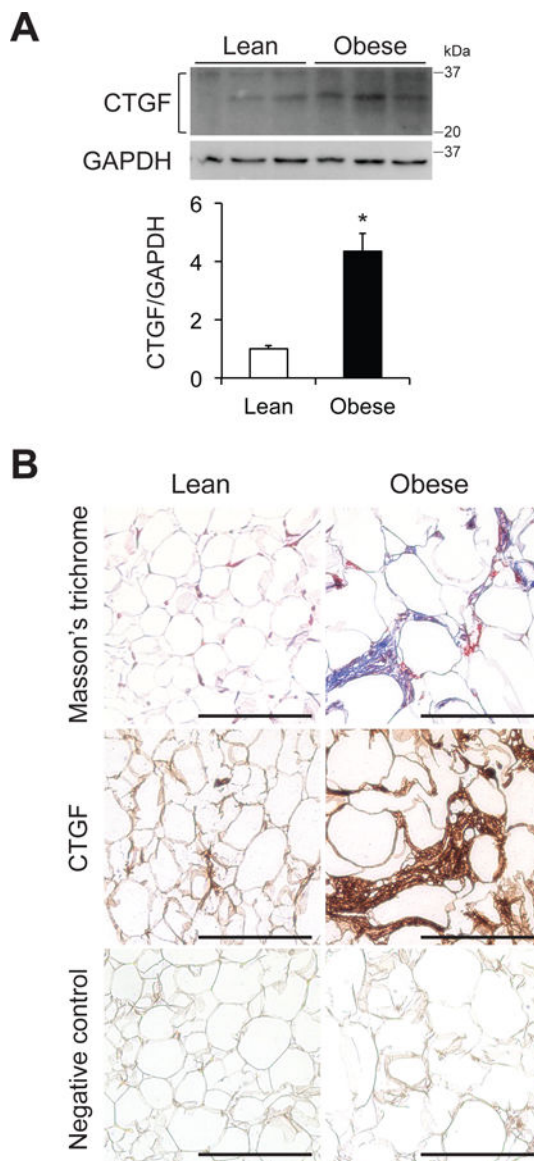 A
Lean Obese kDa
CTGF
37
20
GAPDH
37
CTGF/GAPDH
6
*
4
2
0
Lean Obese
B
Lean Obese
Masson's trichrome
CTGF
Negative control